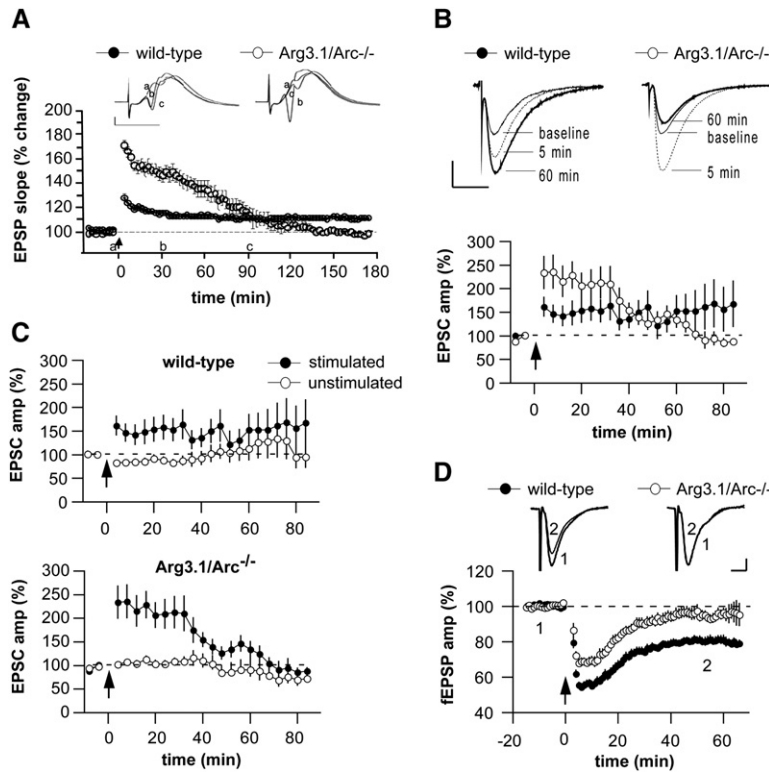 A
wild-type
Arg3.1/Arc-/-
a
b
c
a
c
b
EPSP slope (% change)
200
180
160
140
120
100
80
a
b
c
0
30
60
90
120
150
180
time (min)
B
wild-type
Arg3.1/Arc-/-
baseline
5 min
60 min
60 min
baseline
5 min
EPSC amp (%)
300
250
200
150
100
50
0
0
20
40
60
80
time (min)
C
wild-type
stimulated
unstimulated
EPSC amp (%)
300
250
200
150
100
50
0
0
20
40
60
80
Arg3.1/Arc-/-
EPSC amp (%)
300
250
200
150
100
50
0
0
20
40
60
80
time (min)
D
wild-type
Arg3.1/Arc-/-
2
1
2
1
fEPSP amp (%)
120
100
80
60
40
1
2
-20
0
20
40
60
time (min)